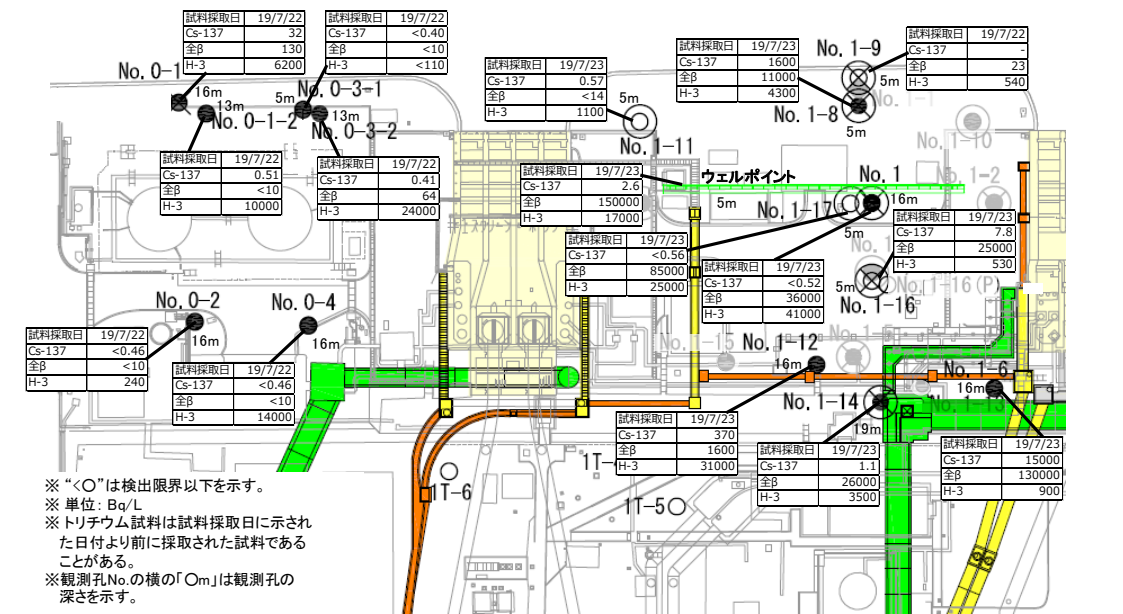 試料採取日 19/7/22
Cs-137 32
全β 130
H-3 6200
試料採取日 19/7/22
Cs-137 <0.40
全β <10
H-3 <110
試料採取日 19/7/23
Cs-137 0.57
全β <14
H-3 1100
試料採取日 19/7/23
Cs-137 1600
全β 11000
H-3 4300
試料採取日 19/7/22
Cs-137 -
全β 23
H-3 540
No. 0-1
16m
13m
No. 0-1-2
5m
No. 0-3-1
13m
No. 0-3-2
5m
No. 1-11
No. 1-9
5m
No. 1-1
No. 1-8
5m
No. 1-10
試料採取日 19/7/22
Cs-137 0.51
全β <10
H-3 10000
試料採取日 19/7/22
Cs-137 0.41
全β 64
H-3 24000
試料採取日 19/7/23
Cs-137 2.6
全β 150000
H-3 17000
ウェルポイント
5m
No. 1
16m
No. 1-17
5m
No. 1-2
試料採取日 19/7/23
Cs-137 7.8
全β 25000
H-3 530
試料採取日 19/7/23
Cs-137 <0.56
全β 85000
H-3 25000
試料採取日 19/7/23
Cs-137 <0.52
全β 36000
H-3 41000
5m
No. 1-16
No. 1-16(P)
No. 0-2
16m
No. 0-4
16m
試料採取日 19/7/22
Cs-137 <0.46
全β <10
H-3 240
試料採取日 19/7/22
Cs-137 <0.46
全β <10
H-3 14000
No. 1-15
No. 1-12
16m
No. 1-6
16m
No. 1-13
No. 1-14
19m
試料採取日 19/7/23
Cs-137 370
全β 1600
H-3 31000
試料採取日 19/7/23
Cs-137 1.1
全β 26000
H-3 3500
試料採取日 19/7/23
Cs-137 15000
全β 130000
H-3 900
1T-6
1T-5
※ “<〇”は検出限界以下を示す。
※ 単位: Bq/L
※ トリチウム試料は試料採取日に示され
た日付より前に採取された試料である
ことがある。
※観測孔No.の横の「〇m」は観測孔の
深さを示す。